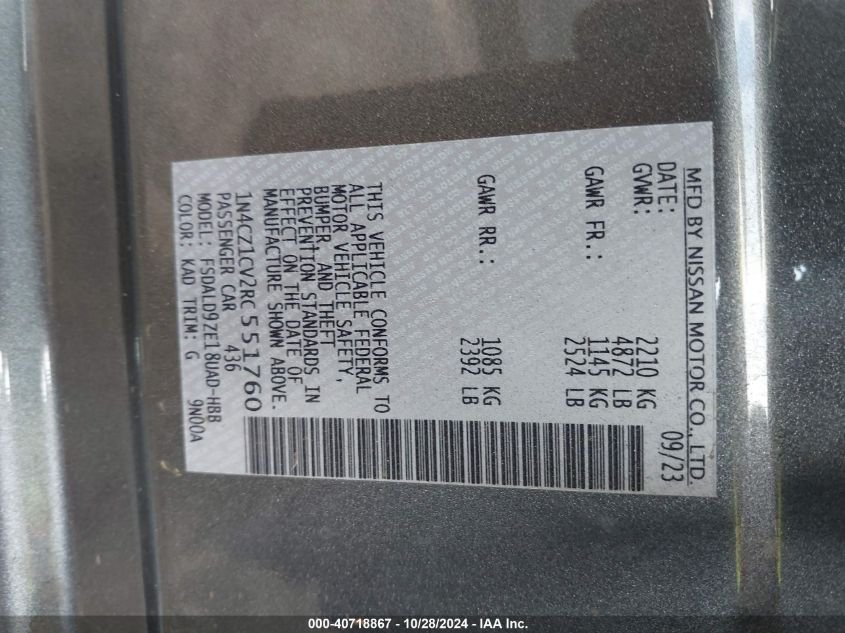 MFD BY NISSAN MOTOR CO., LTD.
DATE: 09/23
GVWR: 2210 KG
4872 LB
GAWR FR.: 1145 KG
2524 LB
GAWR RR.: 1085 KG
2392 LB
THIS VEHICLE CONFORMS TO
ALL APPLICABLE FEDERAL
MOTOR VEHICLE SAFETY,
BUMPER, AND THEFT
PREVENTION STANDARDS IN
EFFECT ON THE DATE OF
MANUFACTURE SHOWN ABOVE.
1N4CZ1CV2RC551760
PASSENGER CAR 436
MODEL: FSDALD9ZE18UAD-HBB
COLOR: KAD TRIM: G 9N00A
000-40718867 - 10/28/2024 - IAA Inc.